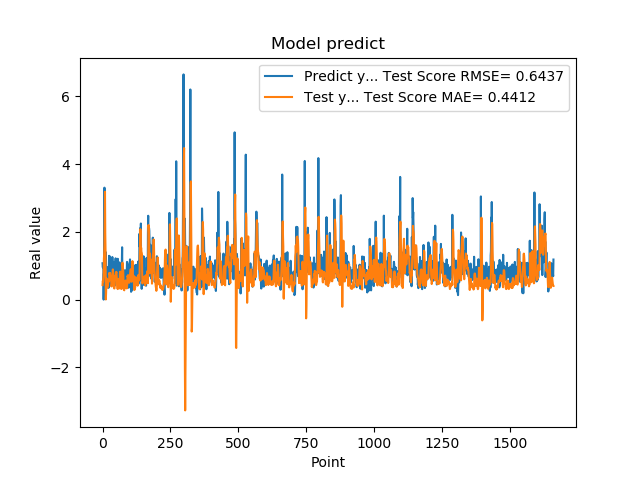 Model predict
Predict y... Test Score RMSE= 0.6437
Test y... Test Score MAE= 0.4412
6
4
2
0
−2
Real value
0
250
500
750
1000
1250
1500
Point